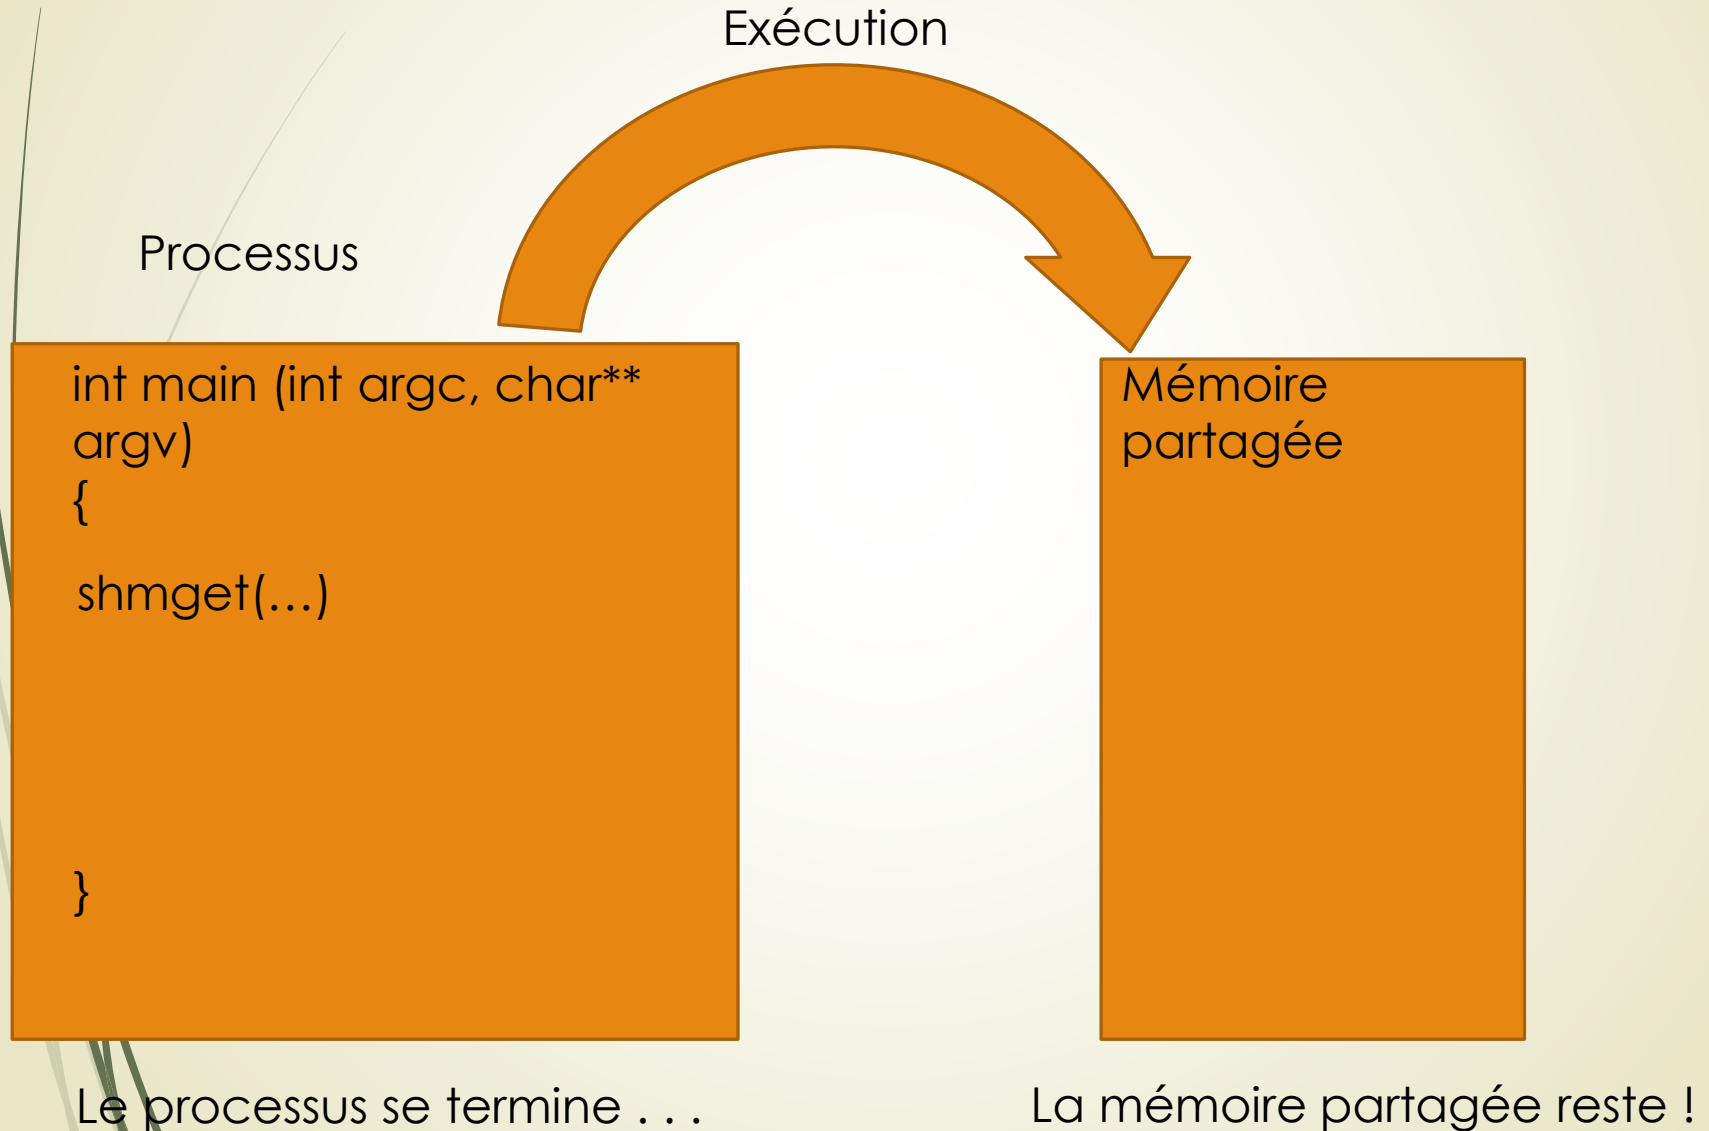 Exécution
Processus
int main (int argc, char**
argv)
{
shmget(…)
}
Mémoire
partagée
Le processus se termine . . .
La mémoire partagée reste !